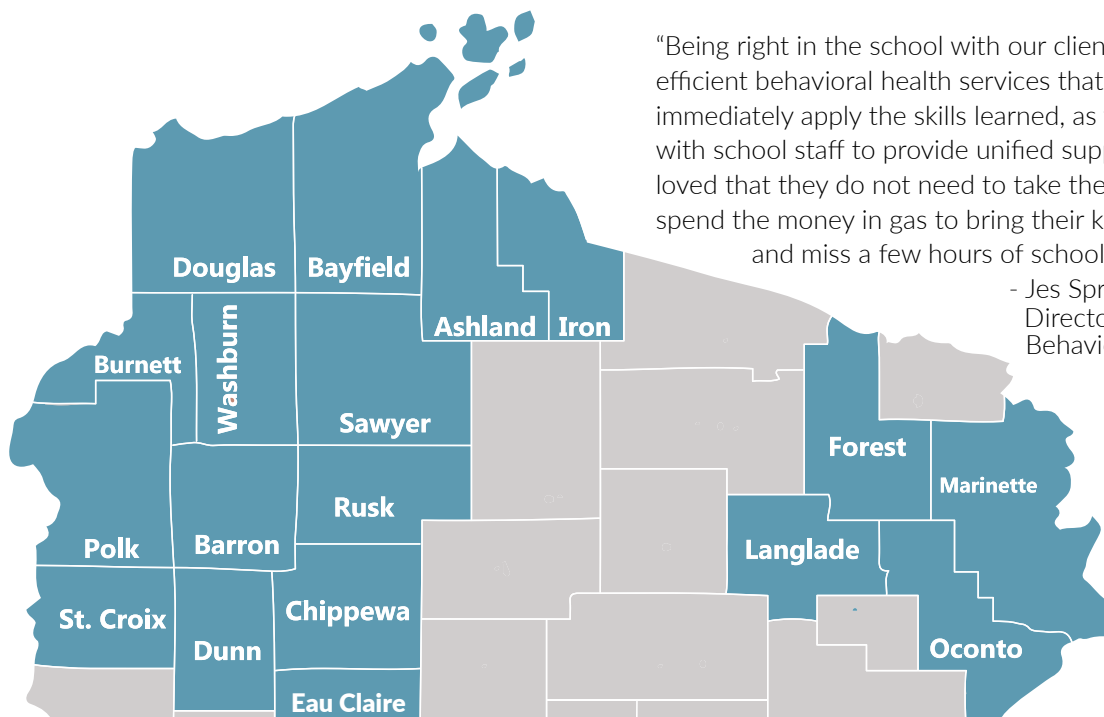 “Being right in the school with our clien
efficient behavioral health services that
immediately apply the skills learned, as
with school staff to provide unified sup
loved that they do not need to take the
spend the money in gas to bring their k
and miss a few hours of school
- Jes Spr
Directo
Behavi
Douglas
Bayfield
Ashland
Iron
Burnett
Washburn
Sawyer
Forest
Marinette
Rusk
Polk
Barron
Langlade
St. Croix
Chippewa
Dunn
Oconto
Eau Claire